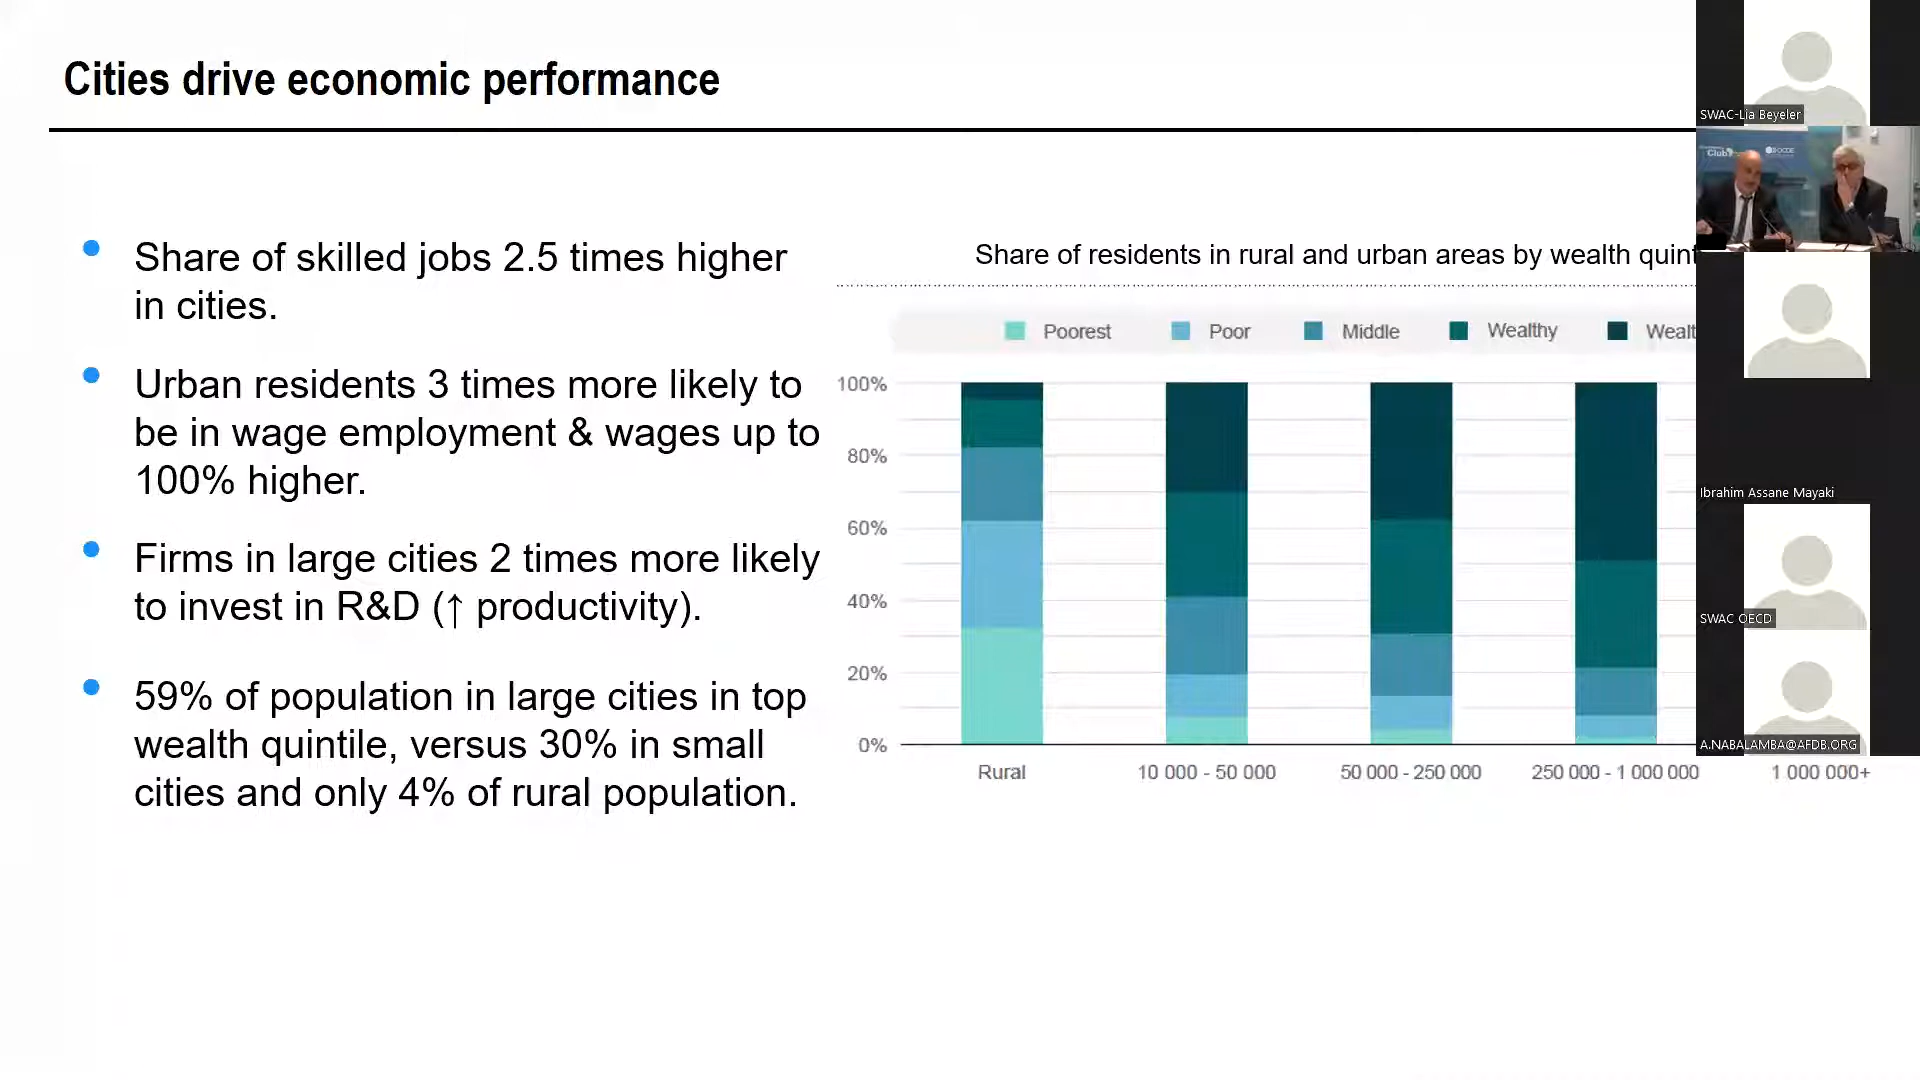 Cities drive economic performance
Share of skilled jobs 2.5 times higher
in cities.
Urban residents 3 times more likely to
be in wage employment & wages up to
100% higher.
Firms in large cities 2 times more likely
to invest in R&D (↑ productivity).
59% of population in large cities in top
wealth quintile, versus 30% in small
cities and only 4% of rural population.
Share of residents in rural and urban areas by wealth quint
Poorest Poor Middle Wealthy Wealt
100%
80%
60%
40%
20%
0%
Rural 10 000 - 50 000 50 000 - 250 000 250 000 - 1 000 000 1 000 000+
SWAC-Lia Beyeler
Club
OCDE
Ibrahim Assane Mayaki
SWAC OECD
A.NABALAMBA@AFDB.ORG